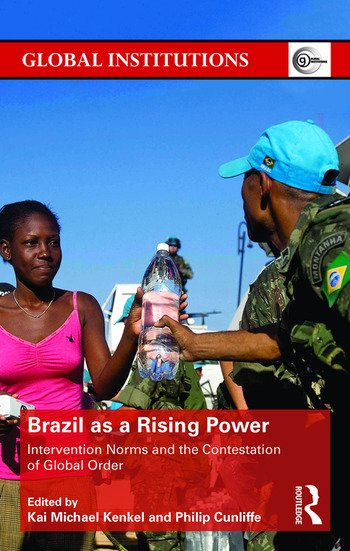 GLOBAL INSTITUTIONS
MONTANHA
Brazil as a Rising Power
Intervention Norms and the Contestation
of Global Order
Edited by
Kai Michael Kenkel and Philip Cunliffe
ROUTLEDGE